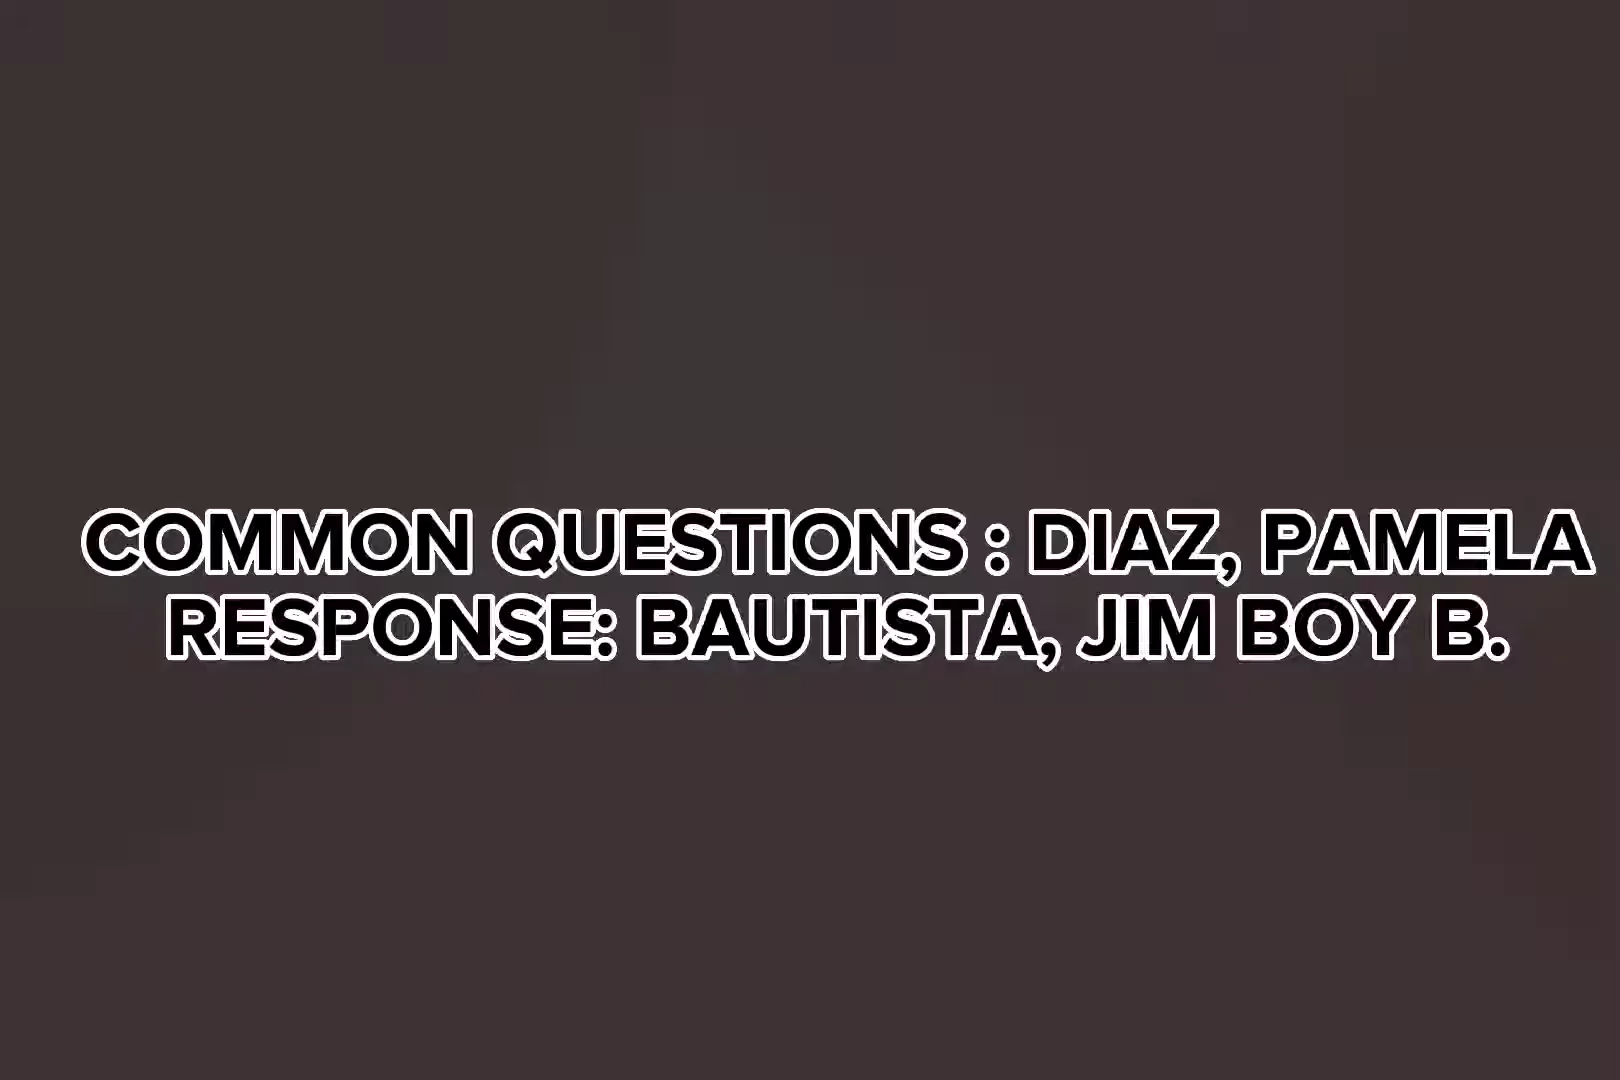 COMMON QUESTIONS : DIAZ, PAMELA
RESPONSE: BAUTISTA, JIM BOY B.